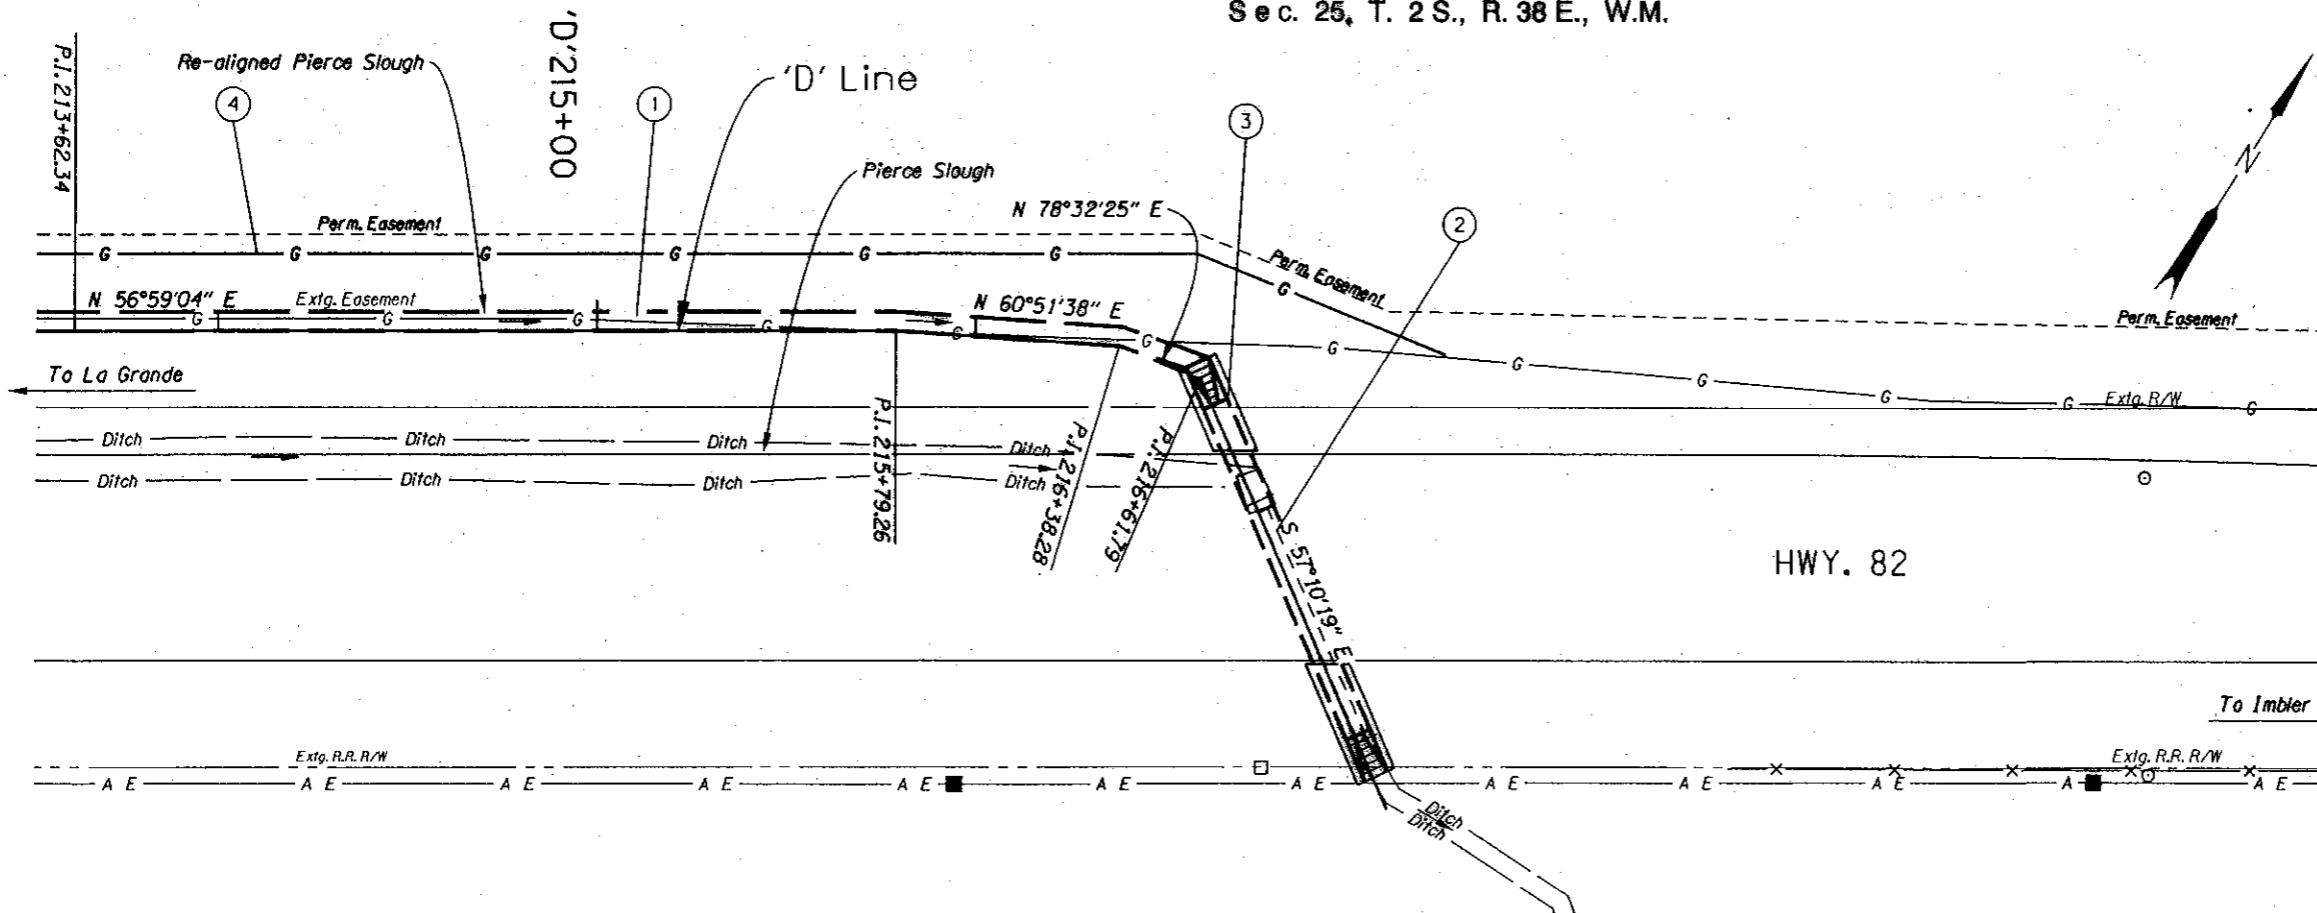 Sec. 25, T. 2 S., R. 38 E., W.M.
P.I. 213+62.34
Re-aligned Pierce Slough
4
'D' 215+00
1
'D' Line
3
Pierce Slough
N 78°32'25" E
2
N
Perm. Easement
G G G G G G
Perm. Easement
G
N 56°59'04" E
Extg. Easement
N 60°51'38" E
Perm. Easement
G G G G G G G G G G G G
To La Grande
Extg. R/W
P.I. 215+79.26
P.I. 216+38.28
P.I. 216+61.79
Ditch Ditch Ditch Ditch
Ditch Ditch Ditch Ditch
S 57°10'19" E
HWY. 82
To Imbler
Extg. R.R. R/W
Extg. R.R. R/W
A E A E A E A E A E A E A E A E A E A E A A E
Ditch
Ditch